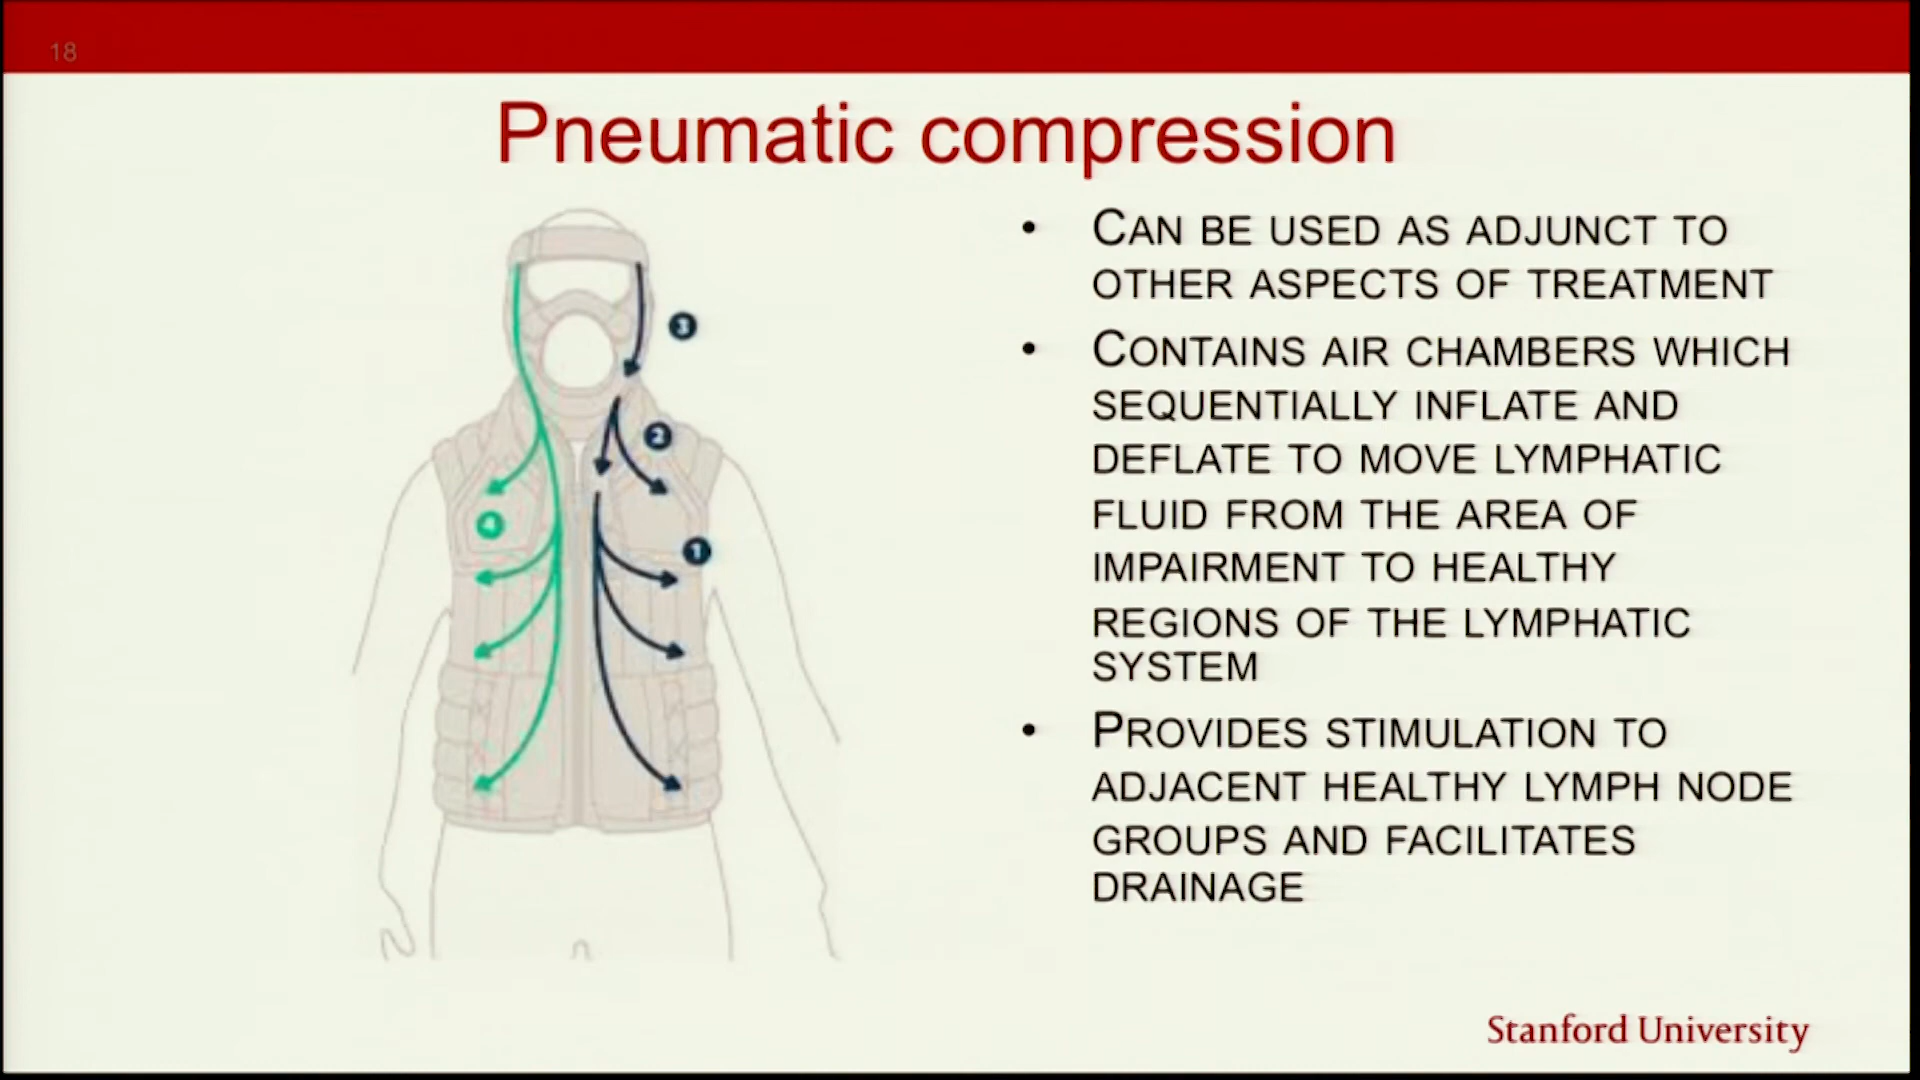 18
Pneumatic compression
• CAN BE USED AS ADJUNCT TO
OTHER ASPECTS OF TREATMENT
• CONTAINS AIR CHAMBERS WHICH
SEQUENTIALLY INFLATE AND
DEFLATE TO MOVE LYMPHATIC
FLUID FROM THE AREA OF
IMPAIRMENT TO HEALTHY
REGIONS OF THE LYMPHATIC
SYSTEM
• PROVIDES STIMULATION TO
ADJACENT HEALTHY LYMPH NODE
GROUPS AND FACILITATES
DRAINAGE
3
2
4
1
Stanford University